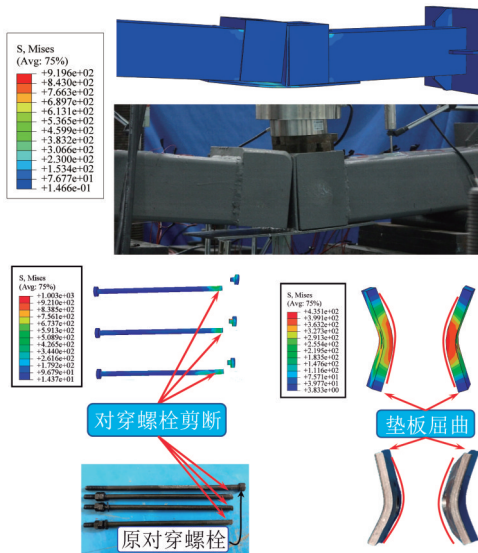 S, Mises
(Avg: 75%)
+9.196e+02
+8.430e+02
+7.663e+02
+6.897e+02
+6.131e+02
+5.365e+02
+4.599e+02
+3.832e+02
+3.066e+02
+2.300e+02
+1.534e+02
+7.677e+01
+1.466e-01
S, Mises
(Avg: 75%)
+1.003e+03
+9.210e+02
+8.385e+02
+7.561e+02
+6.737e+02
+5.913e+02
+5.089e+02
+4.265e+02
+3.440e+02
+2.616e+02
+1.792e+02
+9.679e+01
+1.437e+01
S, Mises
(Avg: 75%)
+4.351e+02
+3.991e+02
+3.632e+02
+3.273e+02
+2.913e+02
+2.554e+02
+2.195e+02
+1.835e+02
+1.476e+02
+1.116e+02
+7.571e+01
+3.977e+01
+3.833e+00
对穿螺栓剪断
垫板屈曲
原对穿螺栓